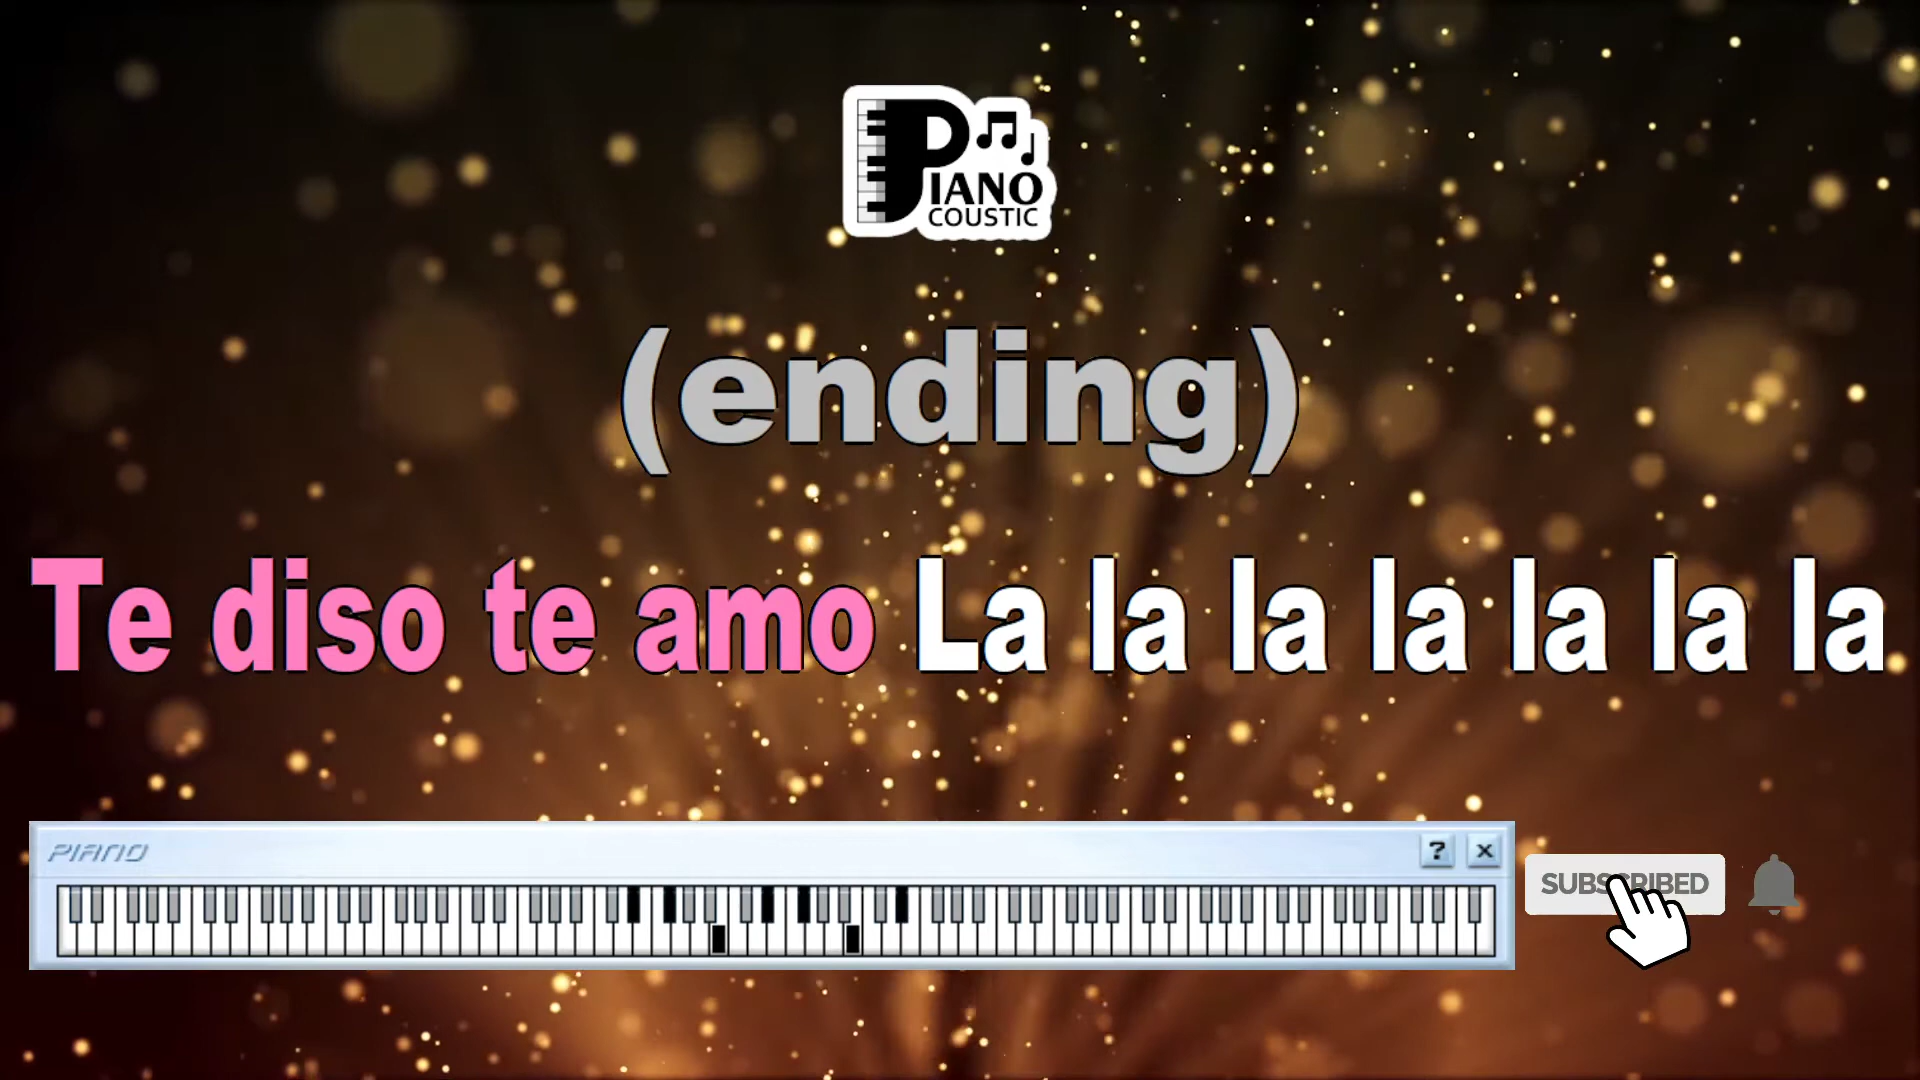 PIANO
COUSTIC
(ending)
Te diso te amo La la la la la la la
PIANO
? x
SUBSCRIBED